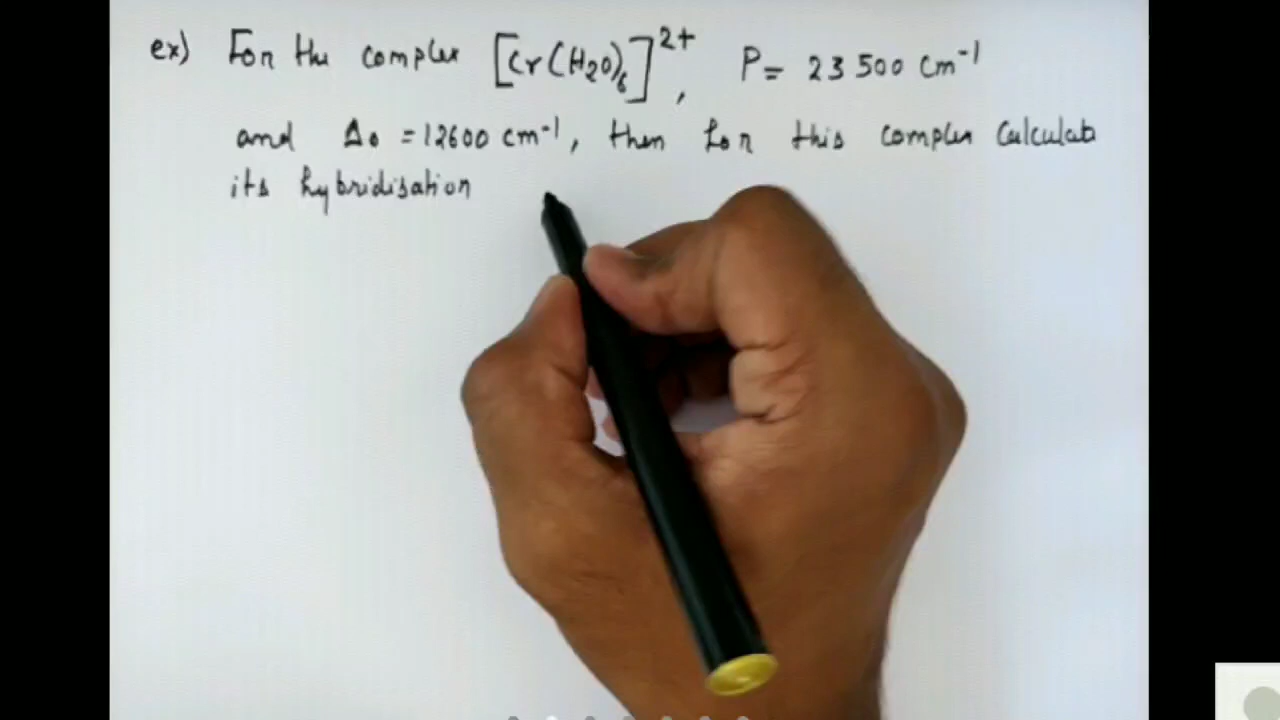 ex) For the complex [Cr(H2O)6]2+, P = 23500 cm-1
and Δo = 12600 cm-1, then for this complex calculate
its hybridisation